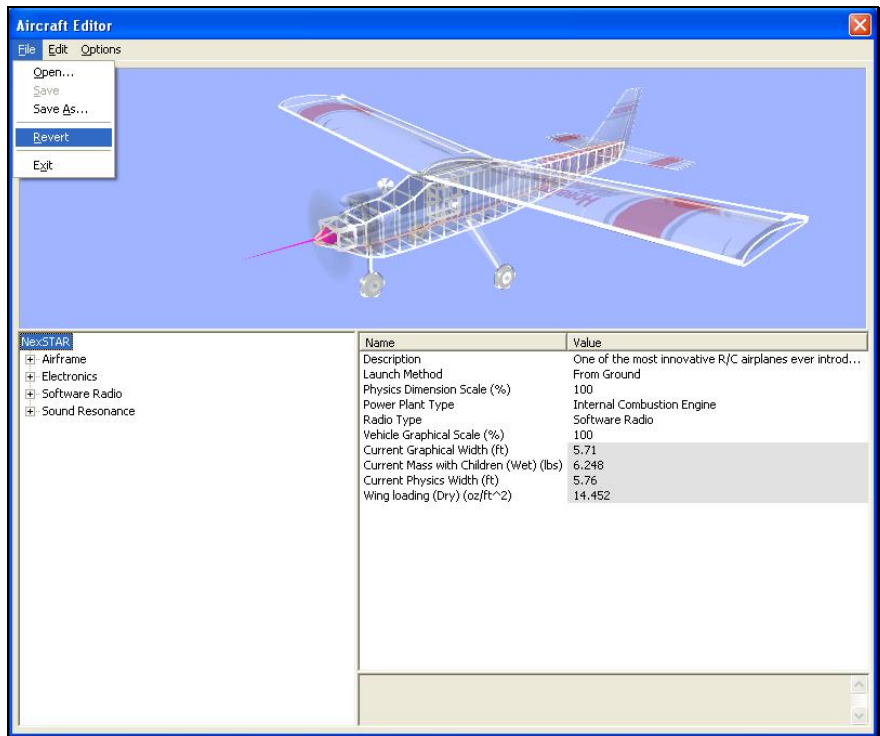 Aircraft Editor
File Edit Options
Open...
Save
Save As...
Revert
Exit
NexSTAR
Airframe
Electronics
Software Radio
Sound Resonance
Name Value
Description One of the most innovative R/C airplanes ever introd...
Launch Method From Ground
Physics Dimension Scale (%) 100
Power Plant Type Internal Combustion Engine
Radio Type Software Radio
Vehicle Graphical Scale (%) 100
Current Graphical Width (ft) 5.71
Current Mass with Children (Wet) (lbs) 6.248
Current Physics Width (ft) 5.76
Wing loading (Dry) (oz/ft^2) 14.452